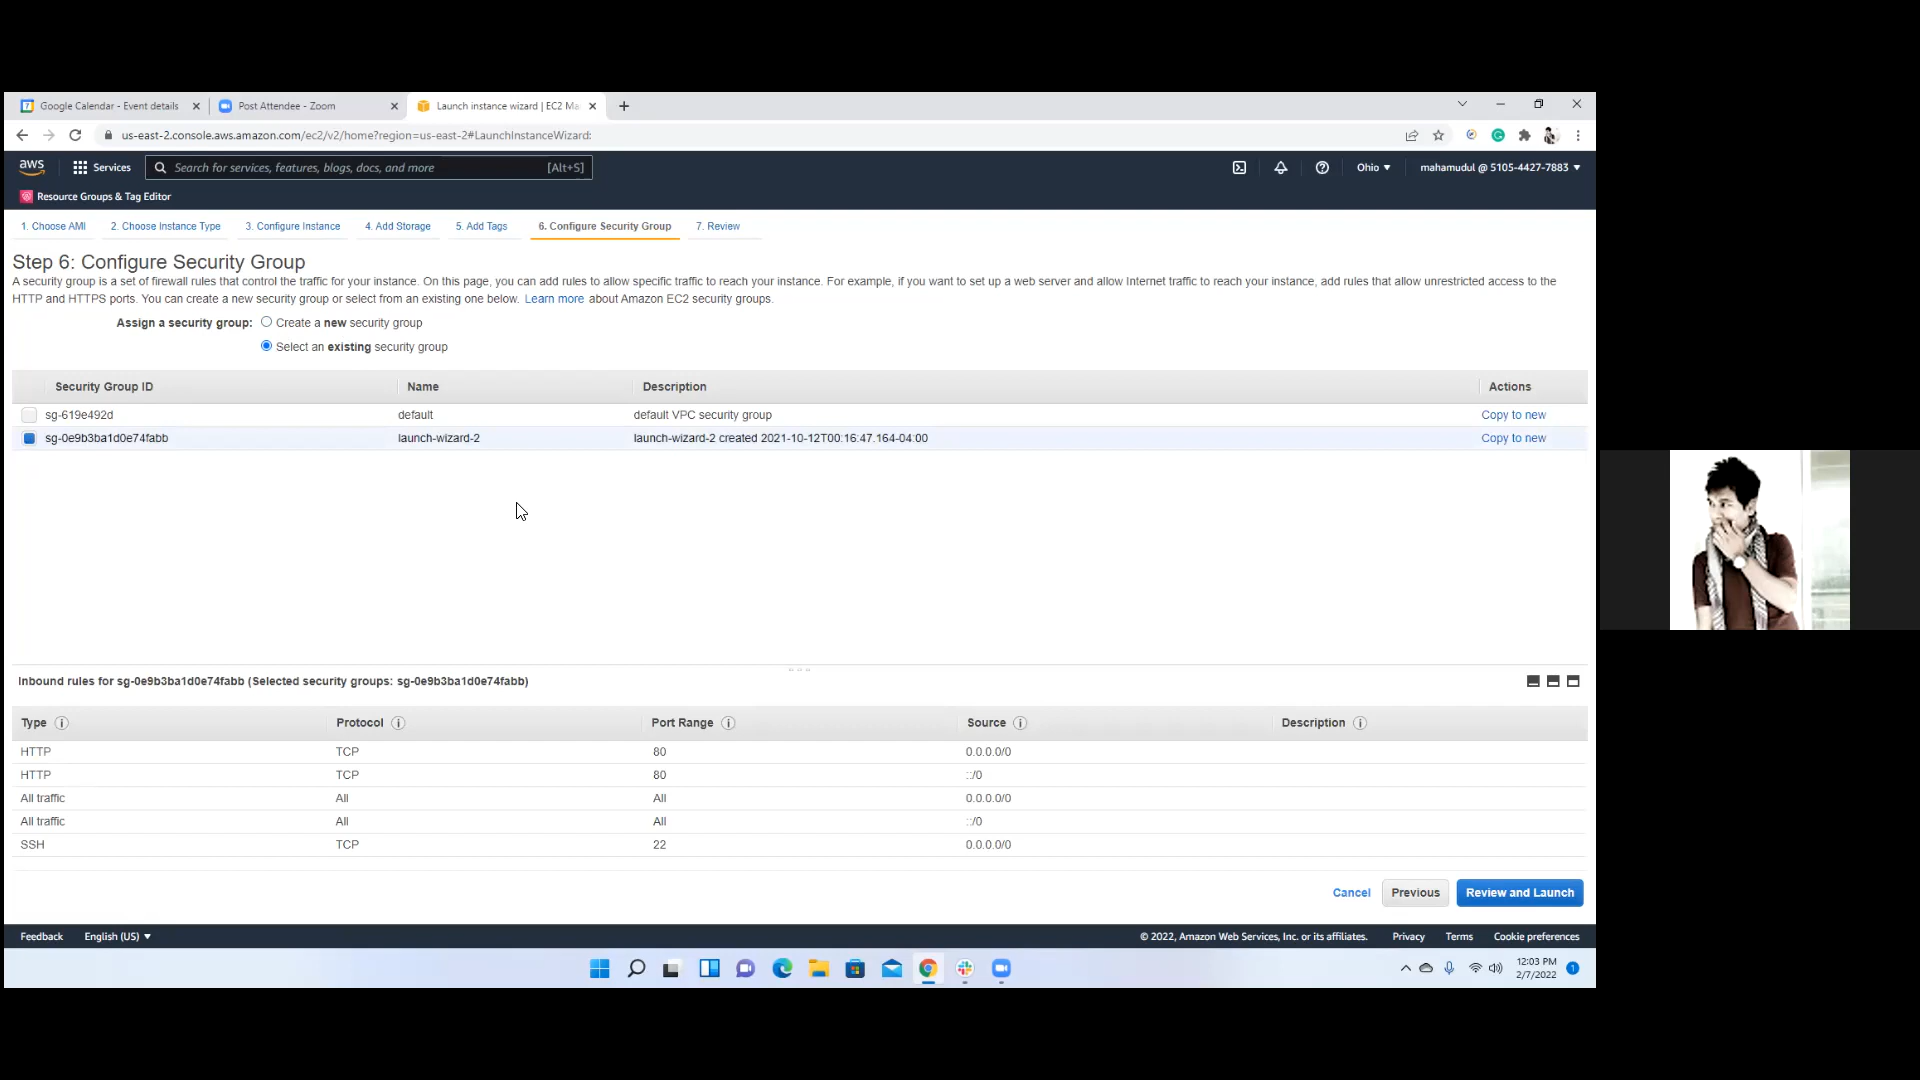 Google Calendar - Event details
Post Attendee - Zoom
Launch instance wizard | EC2 Ma
us-east-2.console.aws.amazon.com/ec2/v2/home?region=us-east-2#LaunchInstanceWizard:
aws
Services
Search for services, features, blogs, docs, and more
[Alt+S]
Ohio
mahamudul @ 5105-4427-7883
Resource Groups & Tag Editor
1. Choose AMI
2. Choose Instance Type
3. Configure Instance
4. Add Storage
5. Add Tags
6. Configure Security Group
7. Review
Step 6: Configure Security Group
A security group is a set of firewall rules that control the traffic for your instance. On this page, you can add rules to allow specific traffic to reach your instance. For example, if you want to set up a web server and allow Internet traffic to reach your instance, add rules that allow unrestricted access to the
HTTP and HTTPS ports. You can create a new security group or select from an existing one below. Learn more about Amazon EC2 security groups.
Assign a security group: Create a new security group
Select an existing security group
Security Group ID Name Description Actions
sg-619e492d default default VPC security group Copy to new
sg-0e9b3ba1d0e74fabb launch-wizard-2 launch-wizard-2 created 2021-10-12T00:16:47.164-04:00 Copy to new
Inbound rules for sg-0e9b3ba1d0e74fabb (Selected security groups: sg-0e9b3ba1d0e74fabb)
Type Protocol Port Range Source Description
HTTP TCP 80 0.0.0.0/0
HTTP TCP 80 ::/0
All traffic All All 0.0.0.0/0
All traffic All All ::/0
SSH TCP 22 0.0.0.0/0
Cancel Previous Review and Launch
Feedback English (US) © 2022, Amazon Web Services, Inc. or its affiliates. Privacy Terms Cookie preferences
12:03 PM
2/7/2022
1